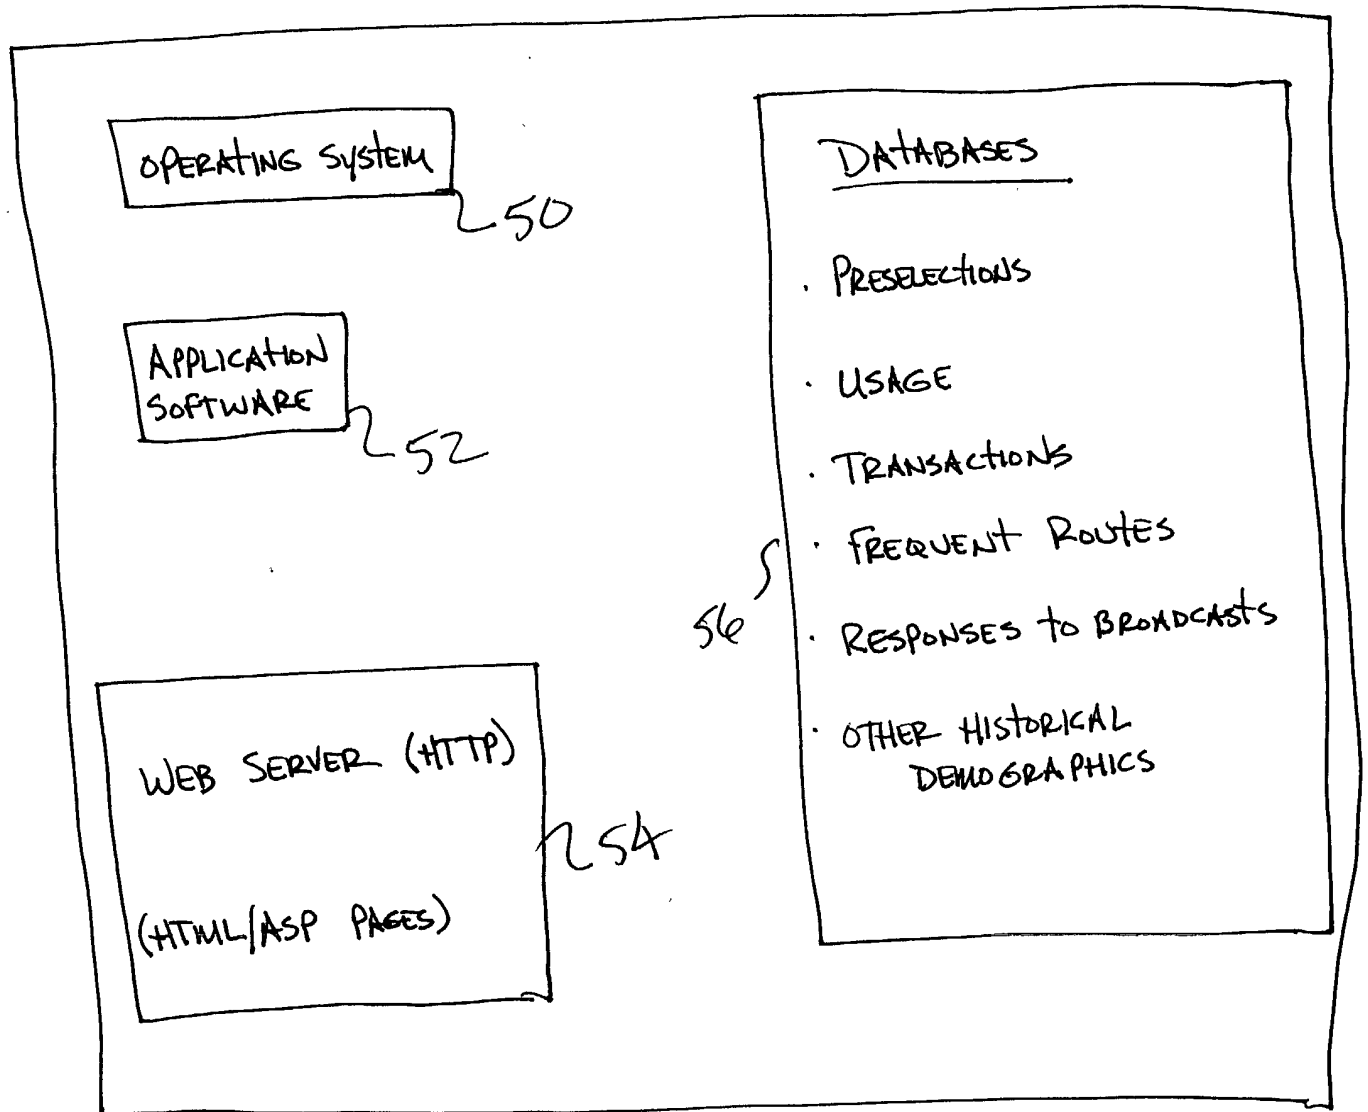 OPERATING SYSTEM
50
APPLICATION
SOFTWARE
52
WEB SERVER (HTTP)
(HTML/ASP PAGES)
54
DATABASES
· PRESELECTIONS
· USAGE
· TRANSACTIONS
· FREQUENT ROUTES
56
· RESPONSES TO BROADCASTS
· OTHER HISTORICAL
DEMOGRAPHICS